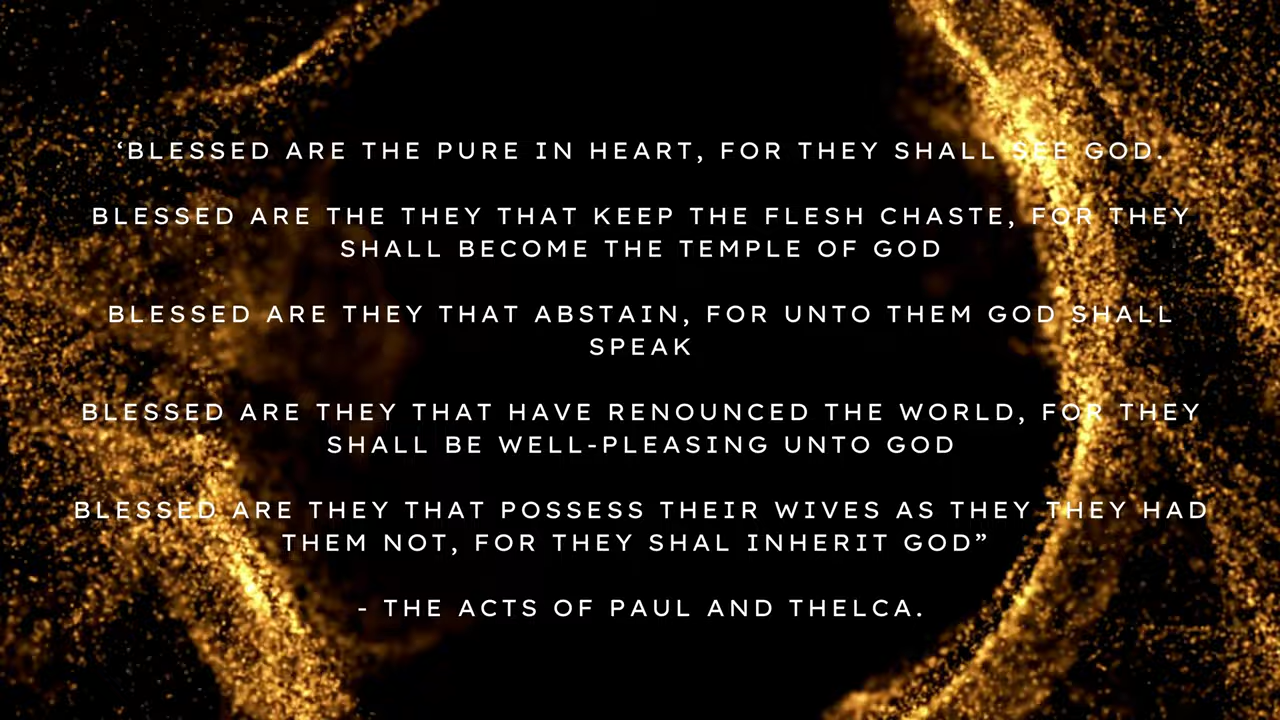 ‘BLESSED ARE THE PURE IN HEART, FOR THEY SHALL SEE GOD.
BLESSED ARE THE THEY THAT KEEP THE FLESH CHASTE, FOR THEY
SHALL BECOME THE TEMPLE OF GOD
BLESSED ARE THEY THAT ABSTAIN, FOR UNTO THEM GOD SHALL
SPEAK
BLESSED ARE THEY THAT HAVE RENOUNCED THE WORLD, FOR THEY
SHALL BE WELL-PLEASING UNTO GOD
BLESSED ARE THEY THAT POSSESS THEIR WIVES AS THEY THEY HAD
THEM NOT, FOR THEY SHAL INHERIT GOD”
- THE ACTS OF PAUL AND THELCA.